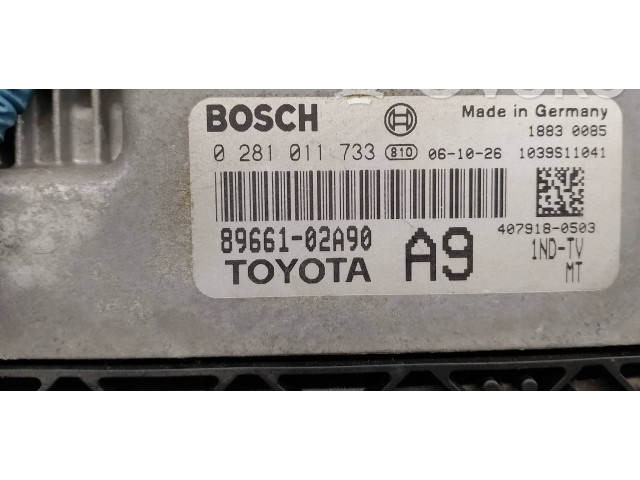 BOSCH Made in Germany
1883 0085
0 281 011 733 810 06-10-26 1039S11041
407918-0503
89661-02A90 A9 1ND-TV
TOYOTA MT